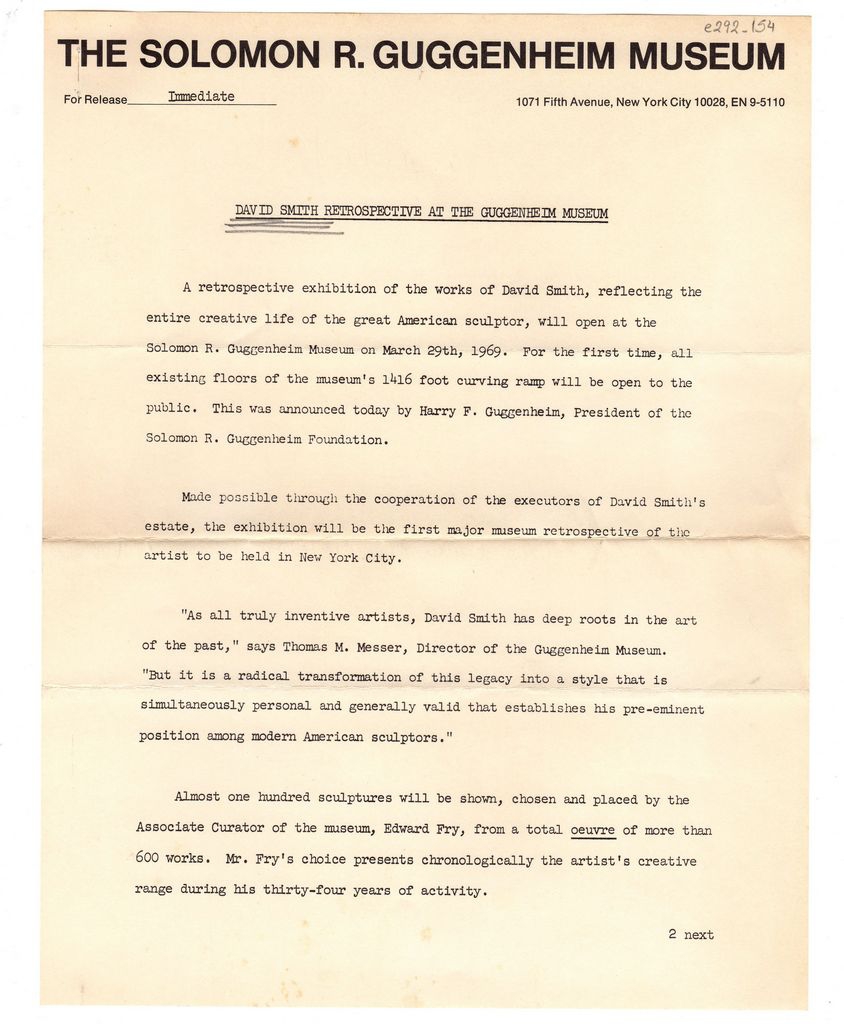 e292-154
THE SOLOMON R. GUGGENHEIM MUSEUM
For Release Immediate
1071 Fifth Avenue, New York City 10028, EN 9-5110
DAVID SMITH RETROSPECTIVE AT THE GUGGENHEIM MUSEUM
A retrospective exhibition of the works of David Smith, reflecting the
entire creative life of the great American sculptor, will open at the
Solomon R. Guggenheim Museum on March 29th, 1969. For the first time, all
existing floors of the museum's 1416 foot curving ramp will be open to the
public. This was announced today by Harry F. Guggenheim, President of the
Solomon R. Guggenheim Foundation.
Made possible through the cooperation of the executors of David Smith's
estate, the exhibition will be the first major museum retrospective of the
artist to be held in New York City.
"As all truly inventive artists, David Smith has deep roots in the art
of the past," says Thomas M. Messer, Director of the Guggenheim Museum.
"But it is a radical transformation of this legacy into a style that is
simultaneously personal and generally valid that establishes his pre-eminent
position among modern American sculptors."
Almost one hundred sculptures will be shown, chosen and placed by the
Associate Curator of the museum, Edward Fry, from a total oeuvre of more than
600 works. Mr. Fry's choice presents chronologically the artist's creative
range during his thirty-four years of activity.
2 next